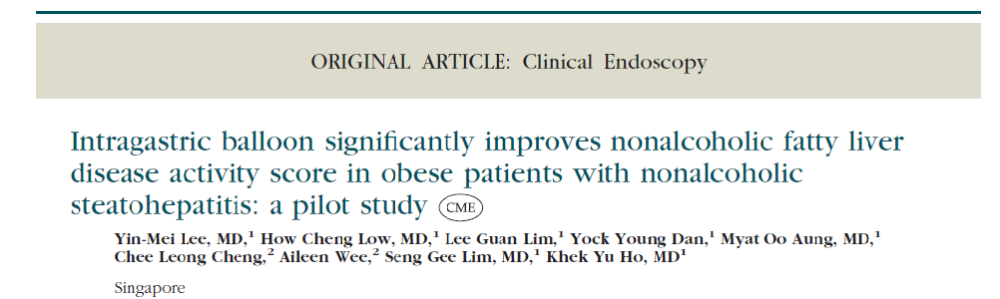 ORIGINAL ARTICLE: Clinical Endoscopy
Intragastric balloon significantly improves nonalcoholic fatty liver
disease activity score in obese patients with nonalcoholic
steatohepatitis: a pilot study CME
Yin-Mei Lee, MD,¹ How Cheng Low, MD,¹ Lee Guan Lim,¹ Yock Young Dan,¹ Myat Oo Aung, MD,¹
Chee Leong Cheng,² Aileen Wee,² Seng Gee Lim, MD,¹ Khek Yu Ho, MD¹
Singapore